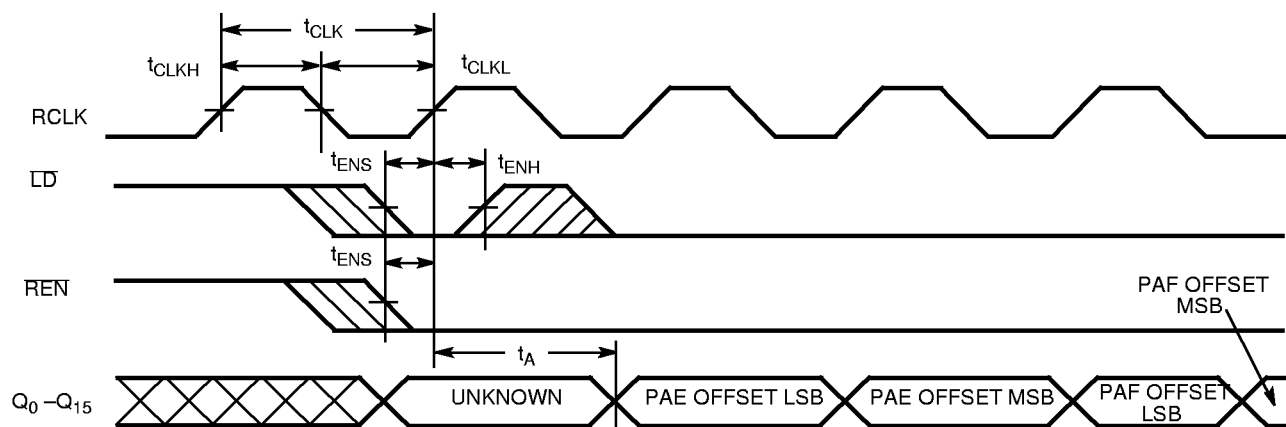 tCLK
tCLKH
tCLKL
RCLK
tENS
tENH
LD
tENS
REN
PAF OFFSET
MSB
tA
Q0 –Q15
UNKNOWN
PAE OFFSET LSB
PAE OFFSET MSB
PAF OFFSET
LSB